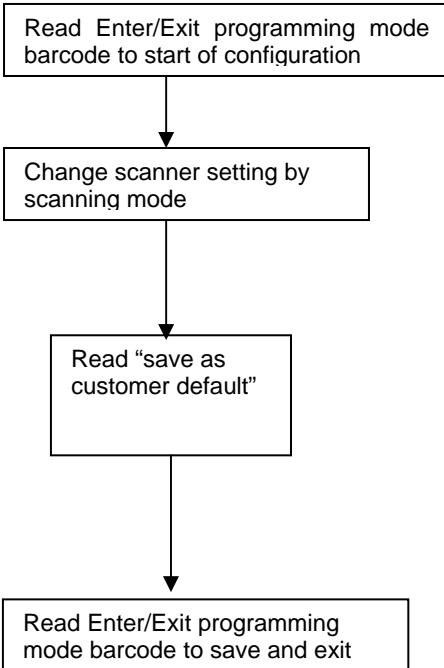 Read Enter/Exit programming mode
barcode to start of configuration
Change scanner setting by
scanning mode
Read “save as
customer default”
Read Enter/Exit programming
mode barcode to save and exit